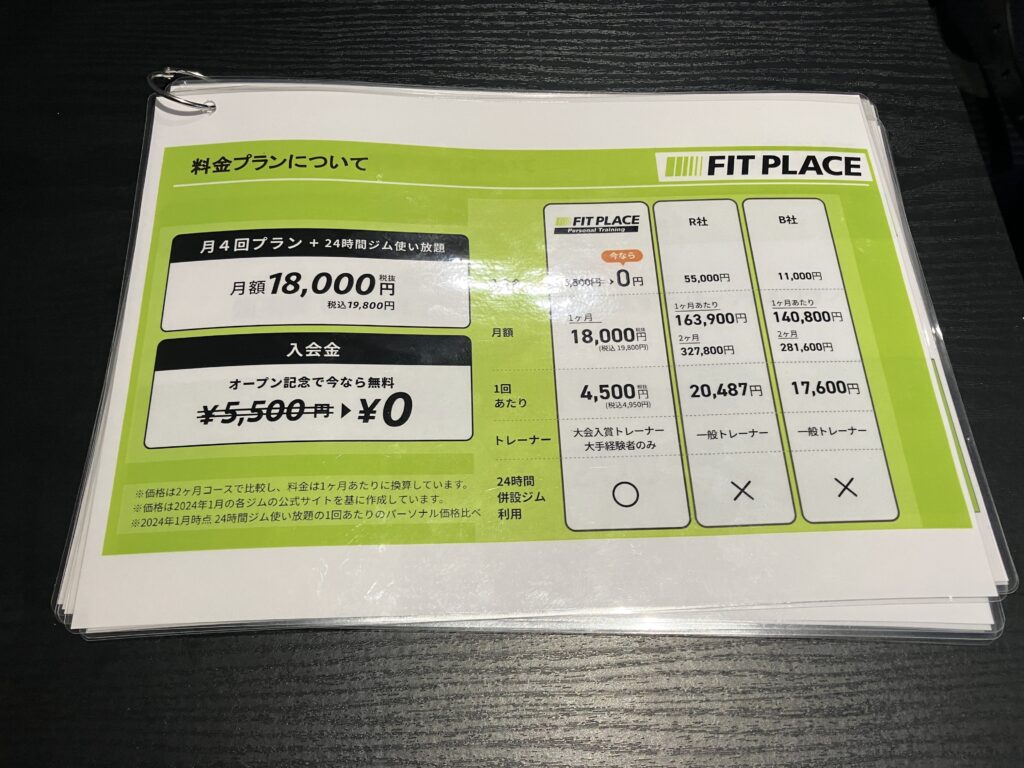 料金プランについて
FIT PLACE
月4回プラン + 24時間ジム使い放題
月額18,000円 税抜
税込19,800円
入会金
オープン記念で今なら無料
¥5,500円 ▶ ¥0
※価格は2ヶ月コースで比較し、料金は1ヶ月あたりに換算しています。
※価格は2024年1月の各ジムの公式サイトを基に作成しています。
※2024年1月時点 24時間ジム使い放題の1回あたりのパーソナル価格比べ
FIT PLACE
Personal Training
R社
B社
今なら
5,800円→0円
55,000円
11,000円
月額
1ヶ月
18,000円 税抜
(税込 19,800円)
1ヶ月あたり
163,900円
2ヶ月
327,800円
1ヶ月あたり
140,800円
2ヶ月
281,600円
1回
あたり
4,500円 税抜
(税込4,950円)
20,487円
17,600円
トレーナー
大会入賞トレーナー
大手経験者のみ
一般トレーナー
一般トレーナー
24時間
併設ジム
利用
○
×
×